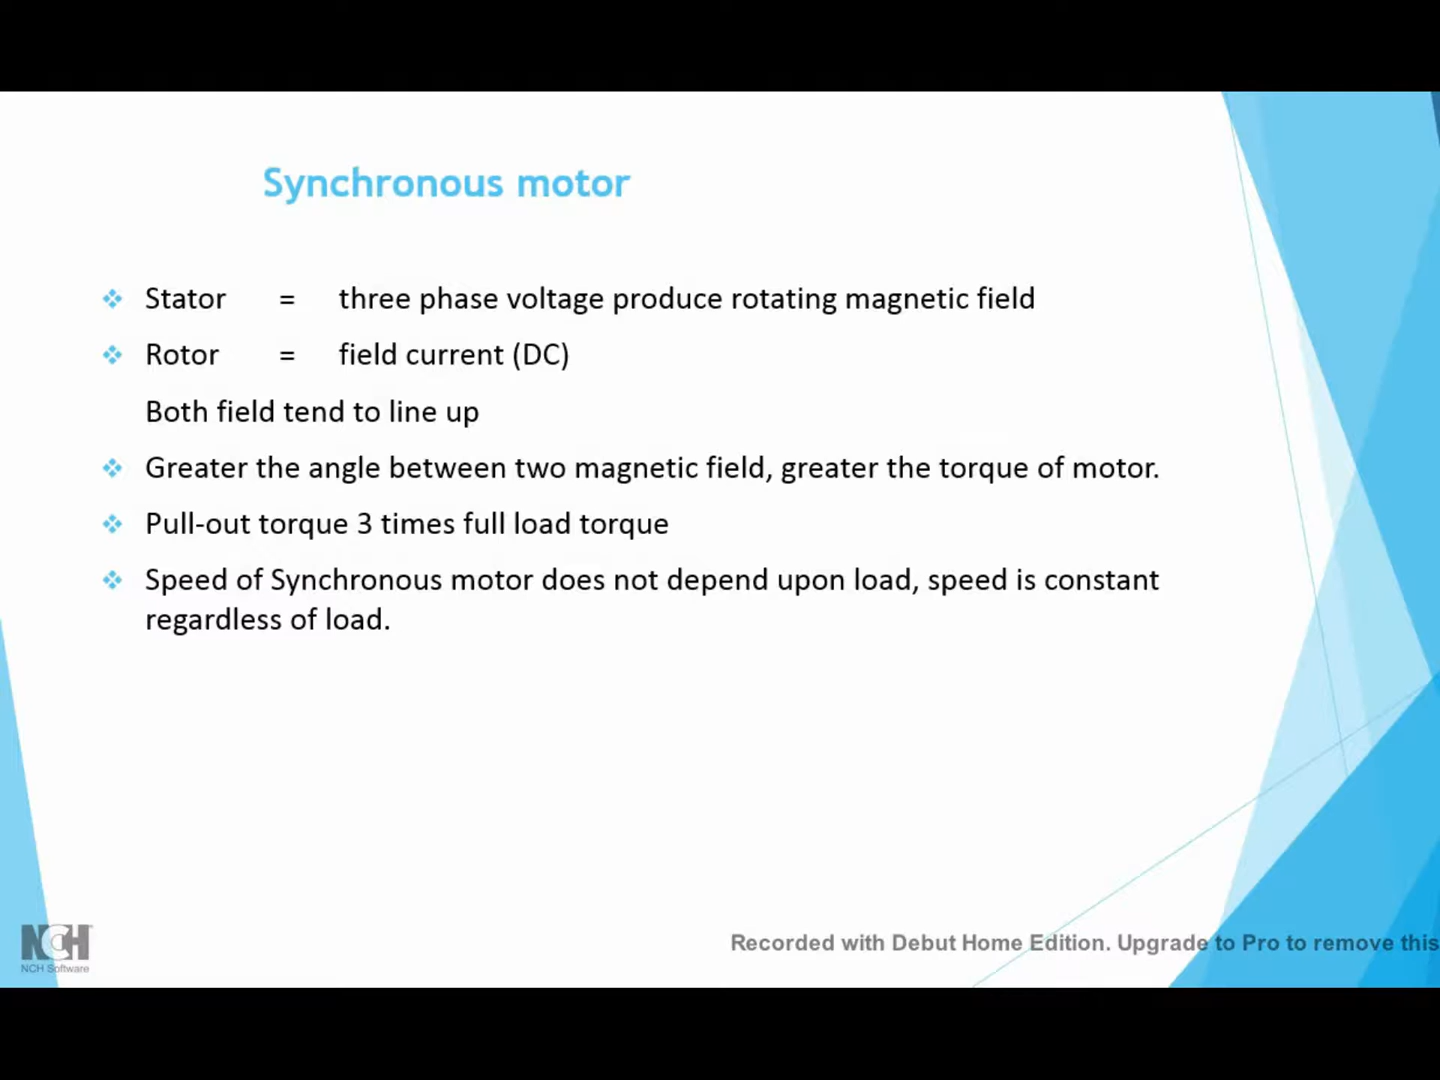 Synchronous motor
Stator = three phase voltage produce rotating magnetic field
Rotor = field current (DC)
Both field tend to line up
Greater the angle between two magnetic field, greater the torque of motor.
Pull-out torque 3 times full load torque
Speed of Synchronous motor does not depend upon load, speed is constant
regardless of load.
NCH
NCH Software
Recorded with Debut Home Edition. Upgrade to Pro to remove this